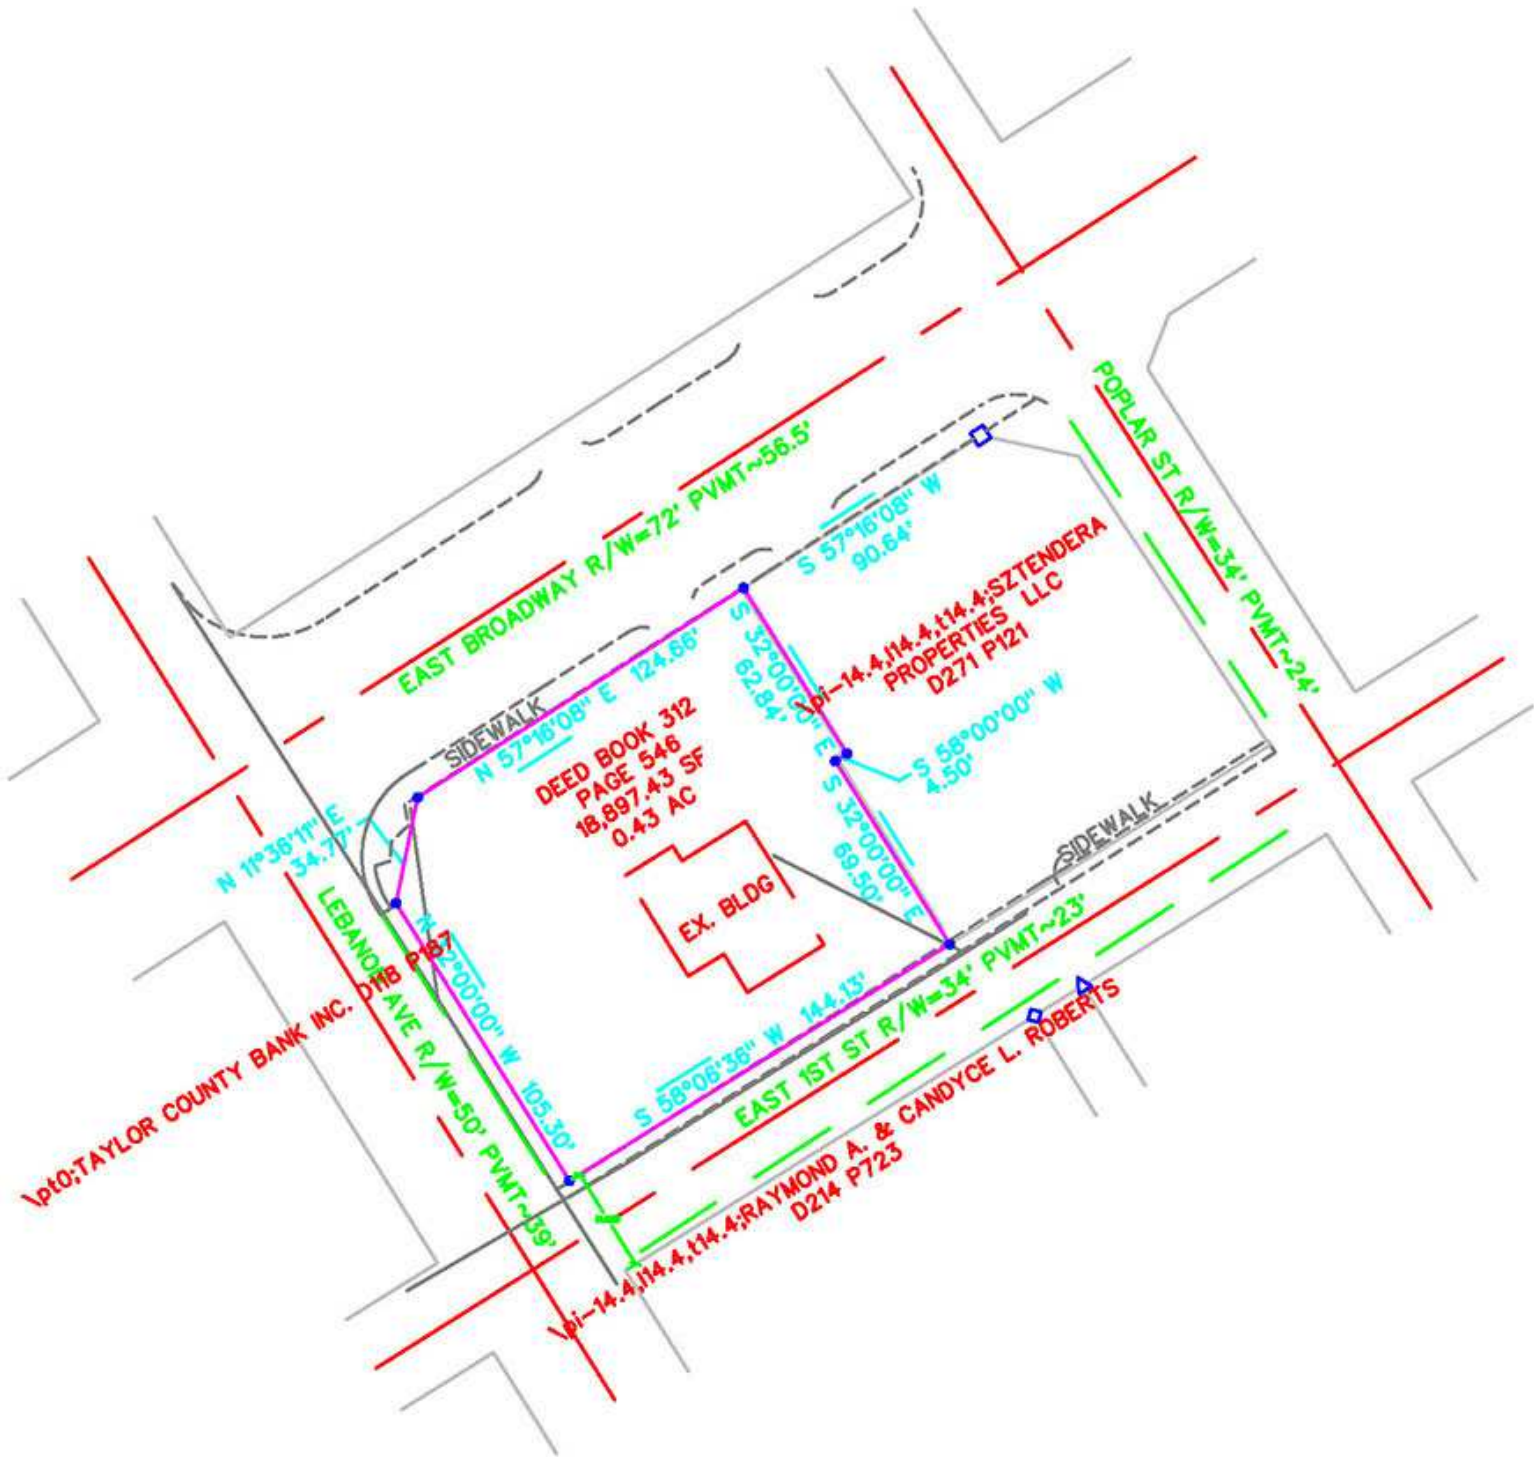 EAST BROADWAY R/W=72' PVMT~56.5'
POPLAR ST R/W=34' PVMT~24'
S 57°16'08" W
90.64'
\pi-14.4,l14.4,t14.4;SZTENDERA
PROPERTIES LLC
D271 P121
SIDEWALK
N 57°16'08" E 124.66'
S 32°00'00" E
62.84'
S 58°00'00" W
4.50'
DEED BOOK 312
PAGE 546
18,897.43 SF
0.43 AC
N 11°36'11" E
34.77'
S 32°00'00" E
69.50'
EX. BLDG
SIDEWALK
LEBANON AVE R/W=50' PVMT~39'
N 32°00'00" W 105.30'
\pt0;TAYLOR COUNTY BANK INC. D118 P187
S 58°06'36" W 144.13'
EAST 1ST ST R/W=34' PVMT~23'
\pi-14.4,l14.4,t14.4;RAYMOND A. & CANDYCE L. ROBERTS
D214 P723